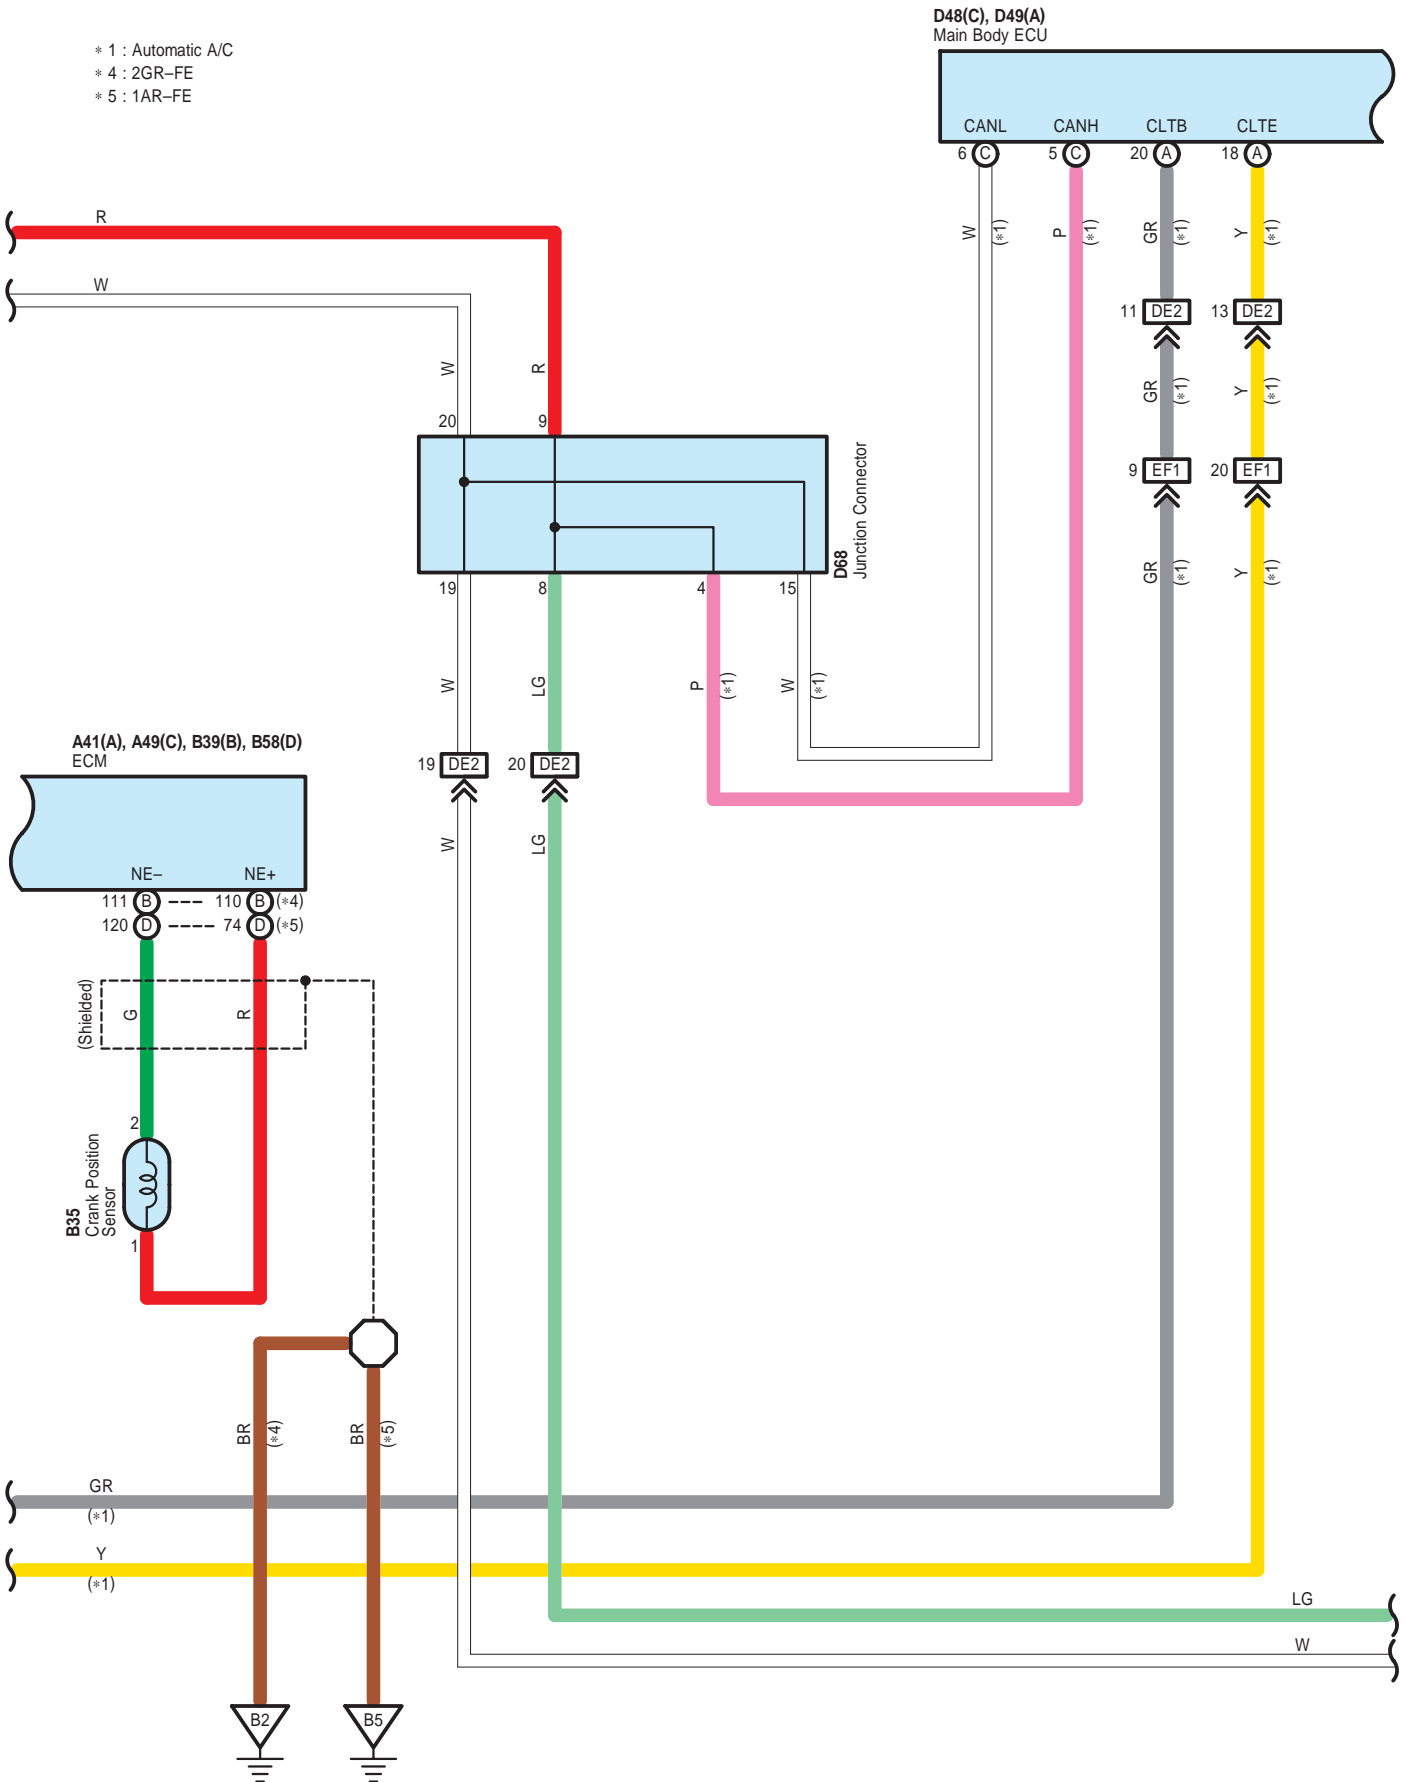 D48(C), D49(A)
Main Body ECU
∗ 1 : Automatic A/C
∗ 4 : 2GR–FE
∗ 5 : 1AR–FE
CANL CANH CLTB CLTE
6 C 5 C 20 A 18 A
R
W (∗1) P (∗1) GR (∗1) Y (∗1)
W
11 DE2 13 DE2
W R GR (∗1) Y (∗1)
20 9
9 EF1 20 EF1
D68
Junction Connector
GR (∗1) Y (∗1)
19 8 4 15
W LG P (∗1) W (∗1)
A41(A), A49(C), B39(B), B58(D)
ECM
19 DE2 20 DE2
W LG
NE– NE+
111 B 110 B (∗4)
120 D 74 D (∗5)
(Shielded)
G R
2
B35
Crank Position
Sensor
1
BR (∗4) BR (∗5)
GR
(∗1)
Y
(∗1)
LG
W
B2 B5